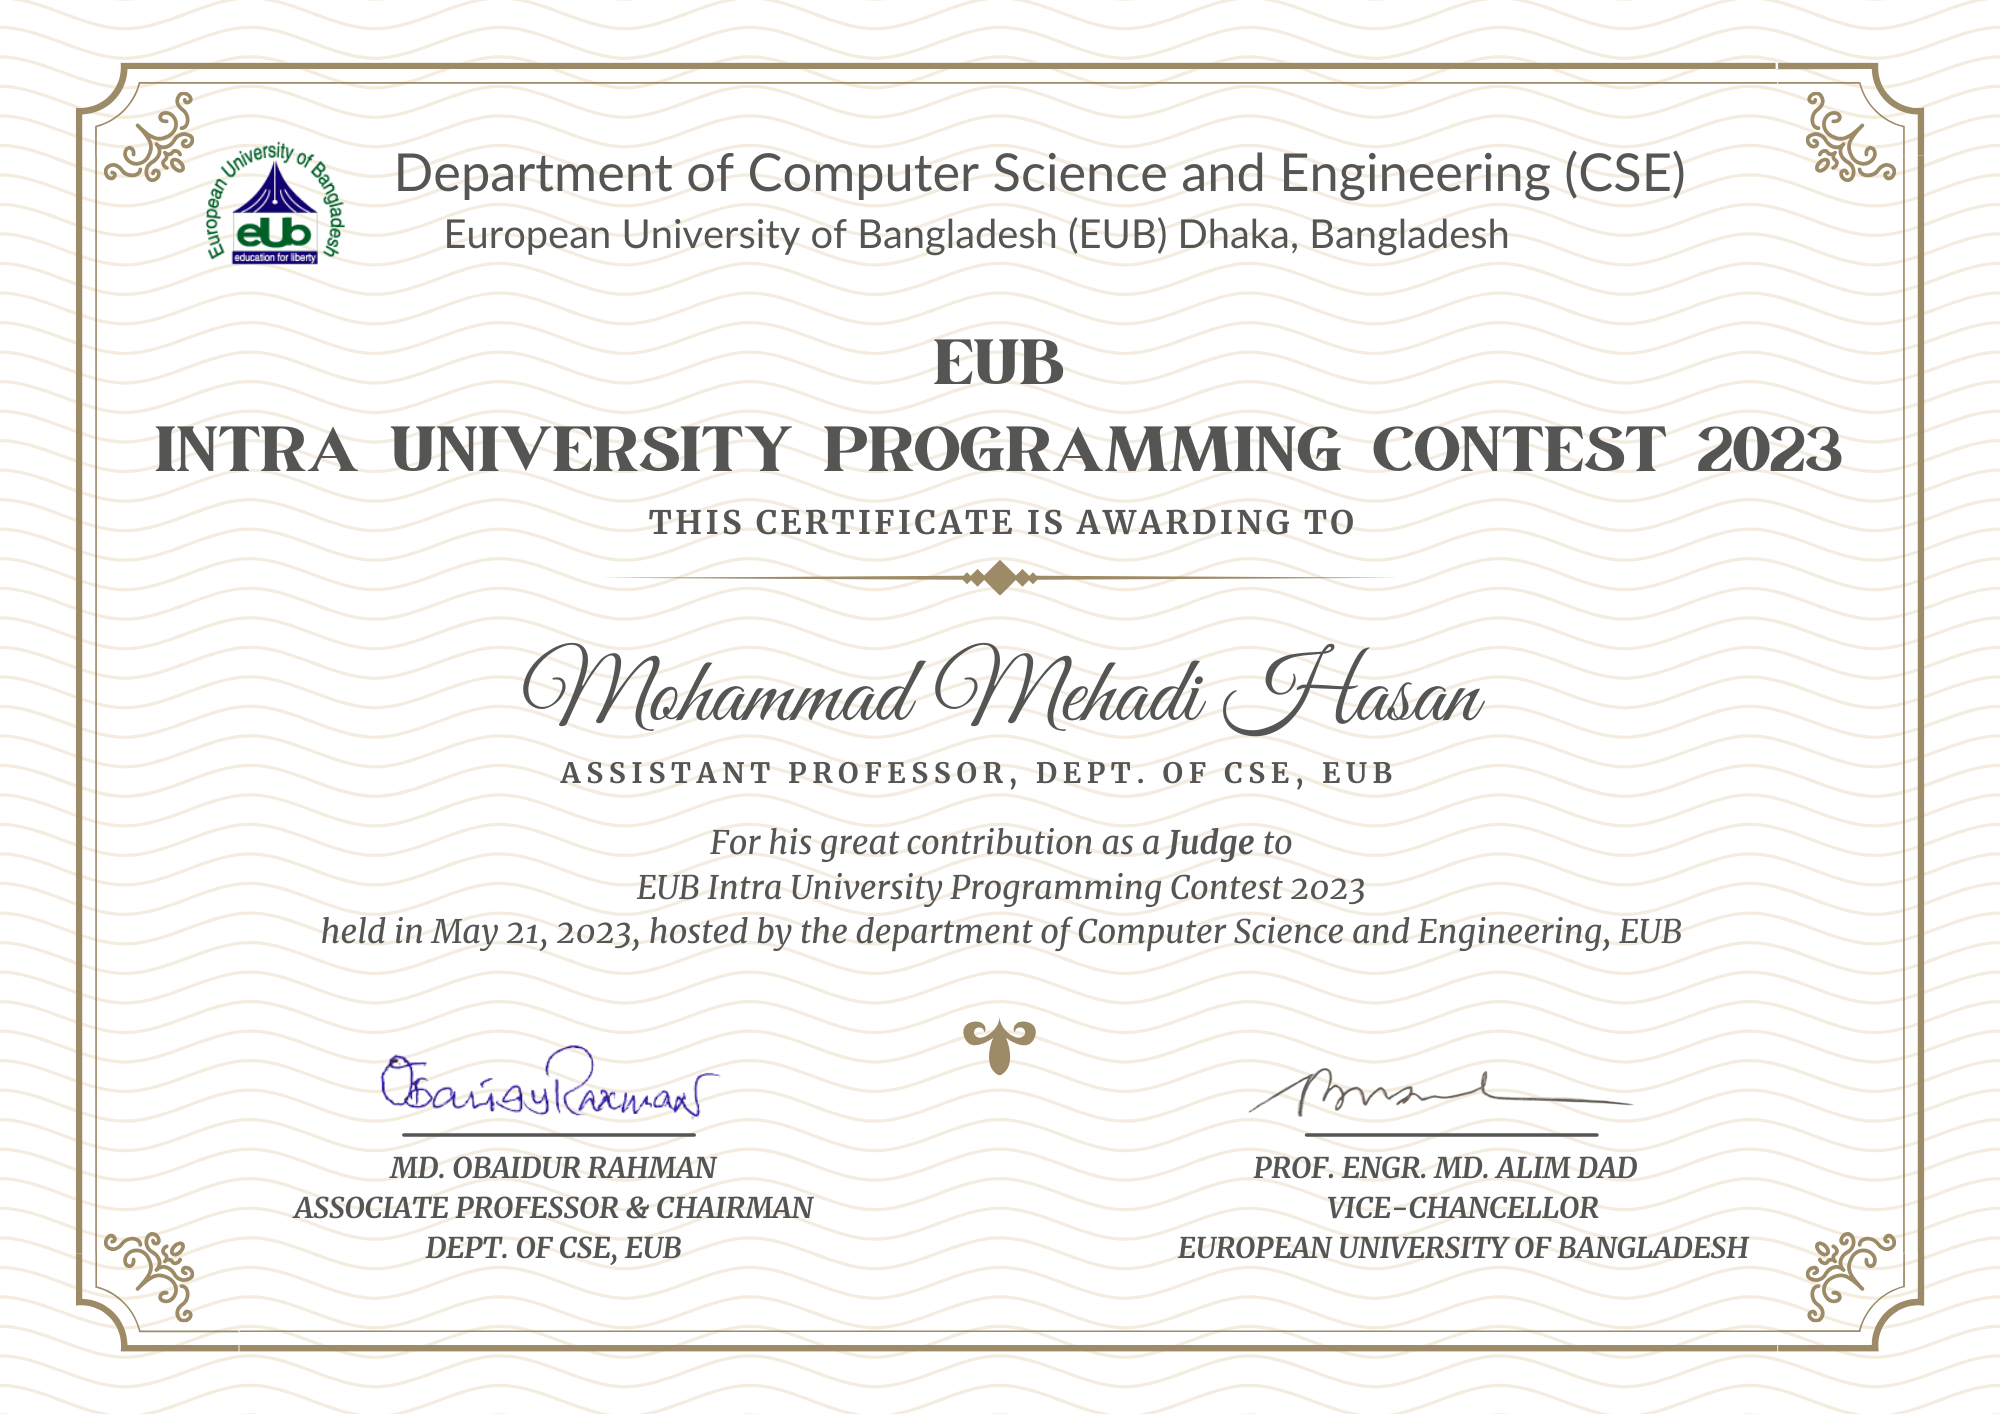 European University of Bangladesh
eUb
education for liberty
Department of Computer Science and Engineering (CSE)
European University of Bangladesh (EUB) Dhaka, Bangladesh
EUB
INTRA UNIVERSITY PROGRAMMING CONTEST 2023
THIS CERTIFICATE IS AWARDING TO
Mohammad Mehadi Hasan
ASSISTANT PROFESSOR, DEPT. OF CSE, EUB
For his great contribution as a Judge to
EUB Intra University Programming Contest 2023
held in May 21, 2023, hosted by the department of Computer Science and Engineering, EUB
MD. OBAIDUR RAHMAN
ASSOCIATE PROFESSOR & CHAIRMAN
DEPT. OF CSE, EUB
PROF. ENGR. MD. ALIM DAD
VICE-CHANCELLOR
EUROPEAN UNIVERSITY OF BANGLADESH